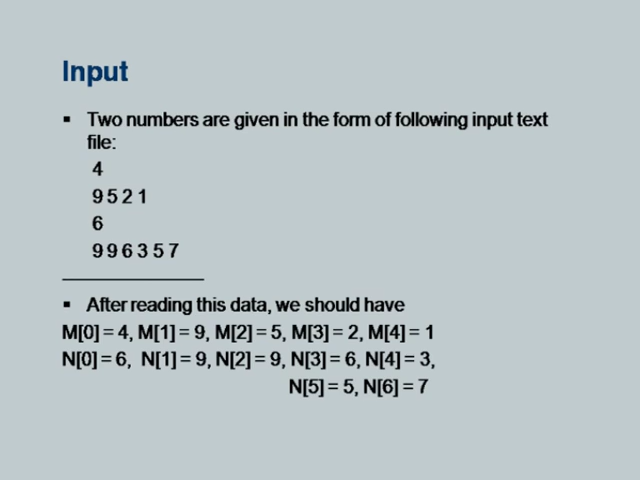 Input
▪ Two numbers are given in the form of following input text
file:
4
9 5 2 1
6
9 9 6 3 5 7
▪ After reading this data, we should have
M[0] = 4, M[1] = 9, M[2] = 5, M[3] = 2, M[4] = 1
N[0] = 6, N[1] = 9, N[2] = 9, N[3] = 6, N[4] = 3,
N[5] = 5, N[6] = 7